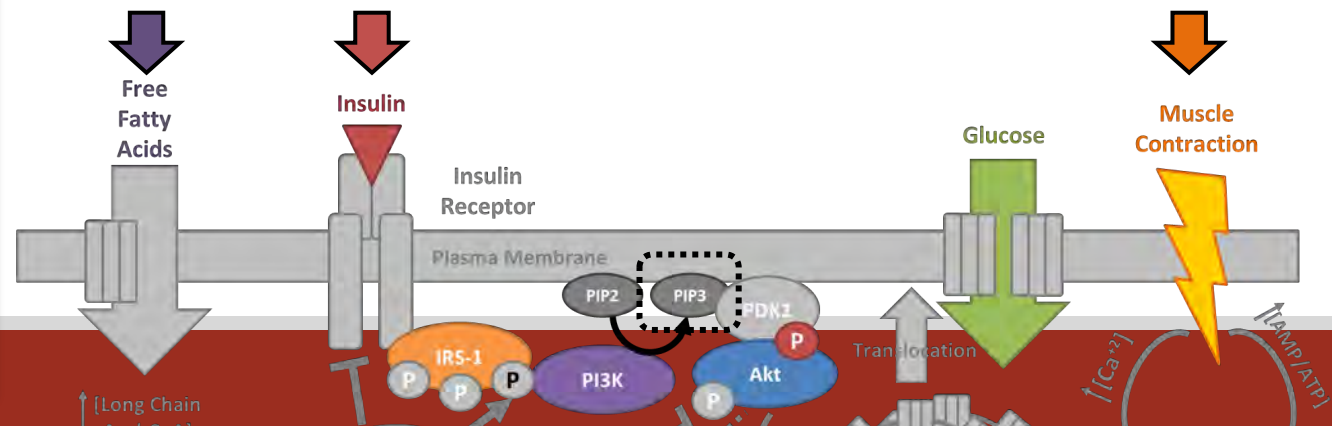 Free
Fatty
Acids
Insulin
Muscle
Contraction
Glucose
Insulin
Receptor
Plasma Membrane
PIP2
PIP3
PDK1
P
IRS-1
P
P
P
PI3K
Akt
P
Translocation
[Ca+2]
[AMP/ATP]
[Long Chain